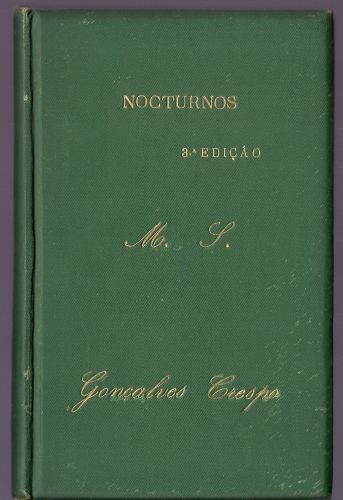 NOCTURNOS
3.ª EDIÇÃO
M. S.
Gonçalves Crespo